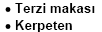 • Terzi makası
• Kerpeten